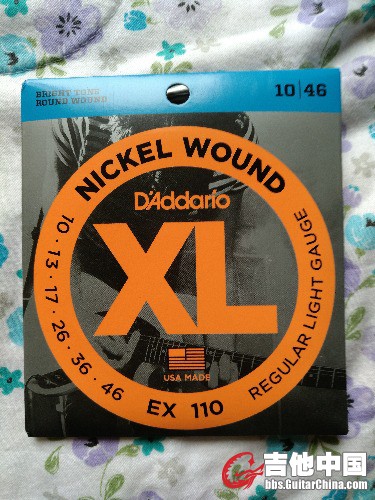 BRIGHT TONE
ROUND WOUND
10 | 46
NICKEL WOUND
D'Addario
XL
10 · 13 · 17 · 26 · 36 · 46
USA MADE
EX 110
REGULAR LIGHT GAUGE
吉他中国
bbs.GuitarChina.com